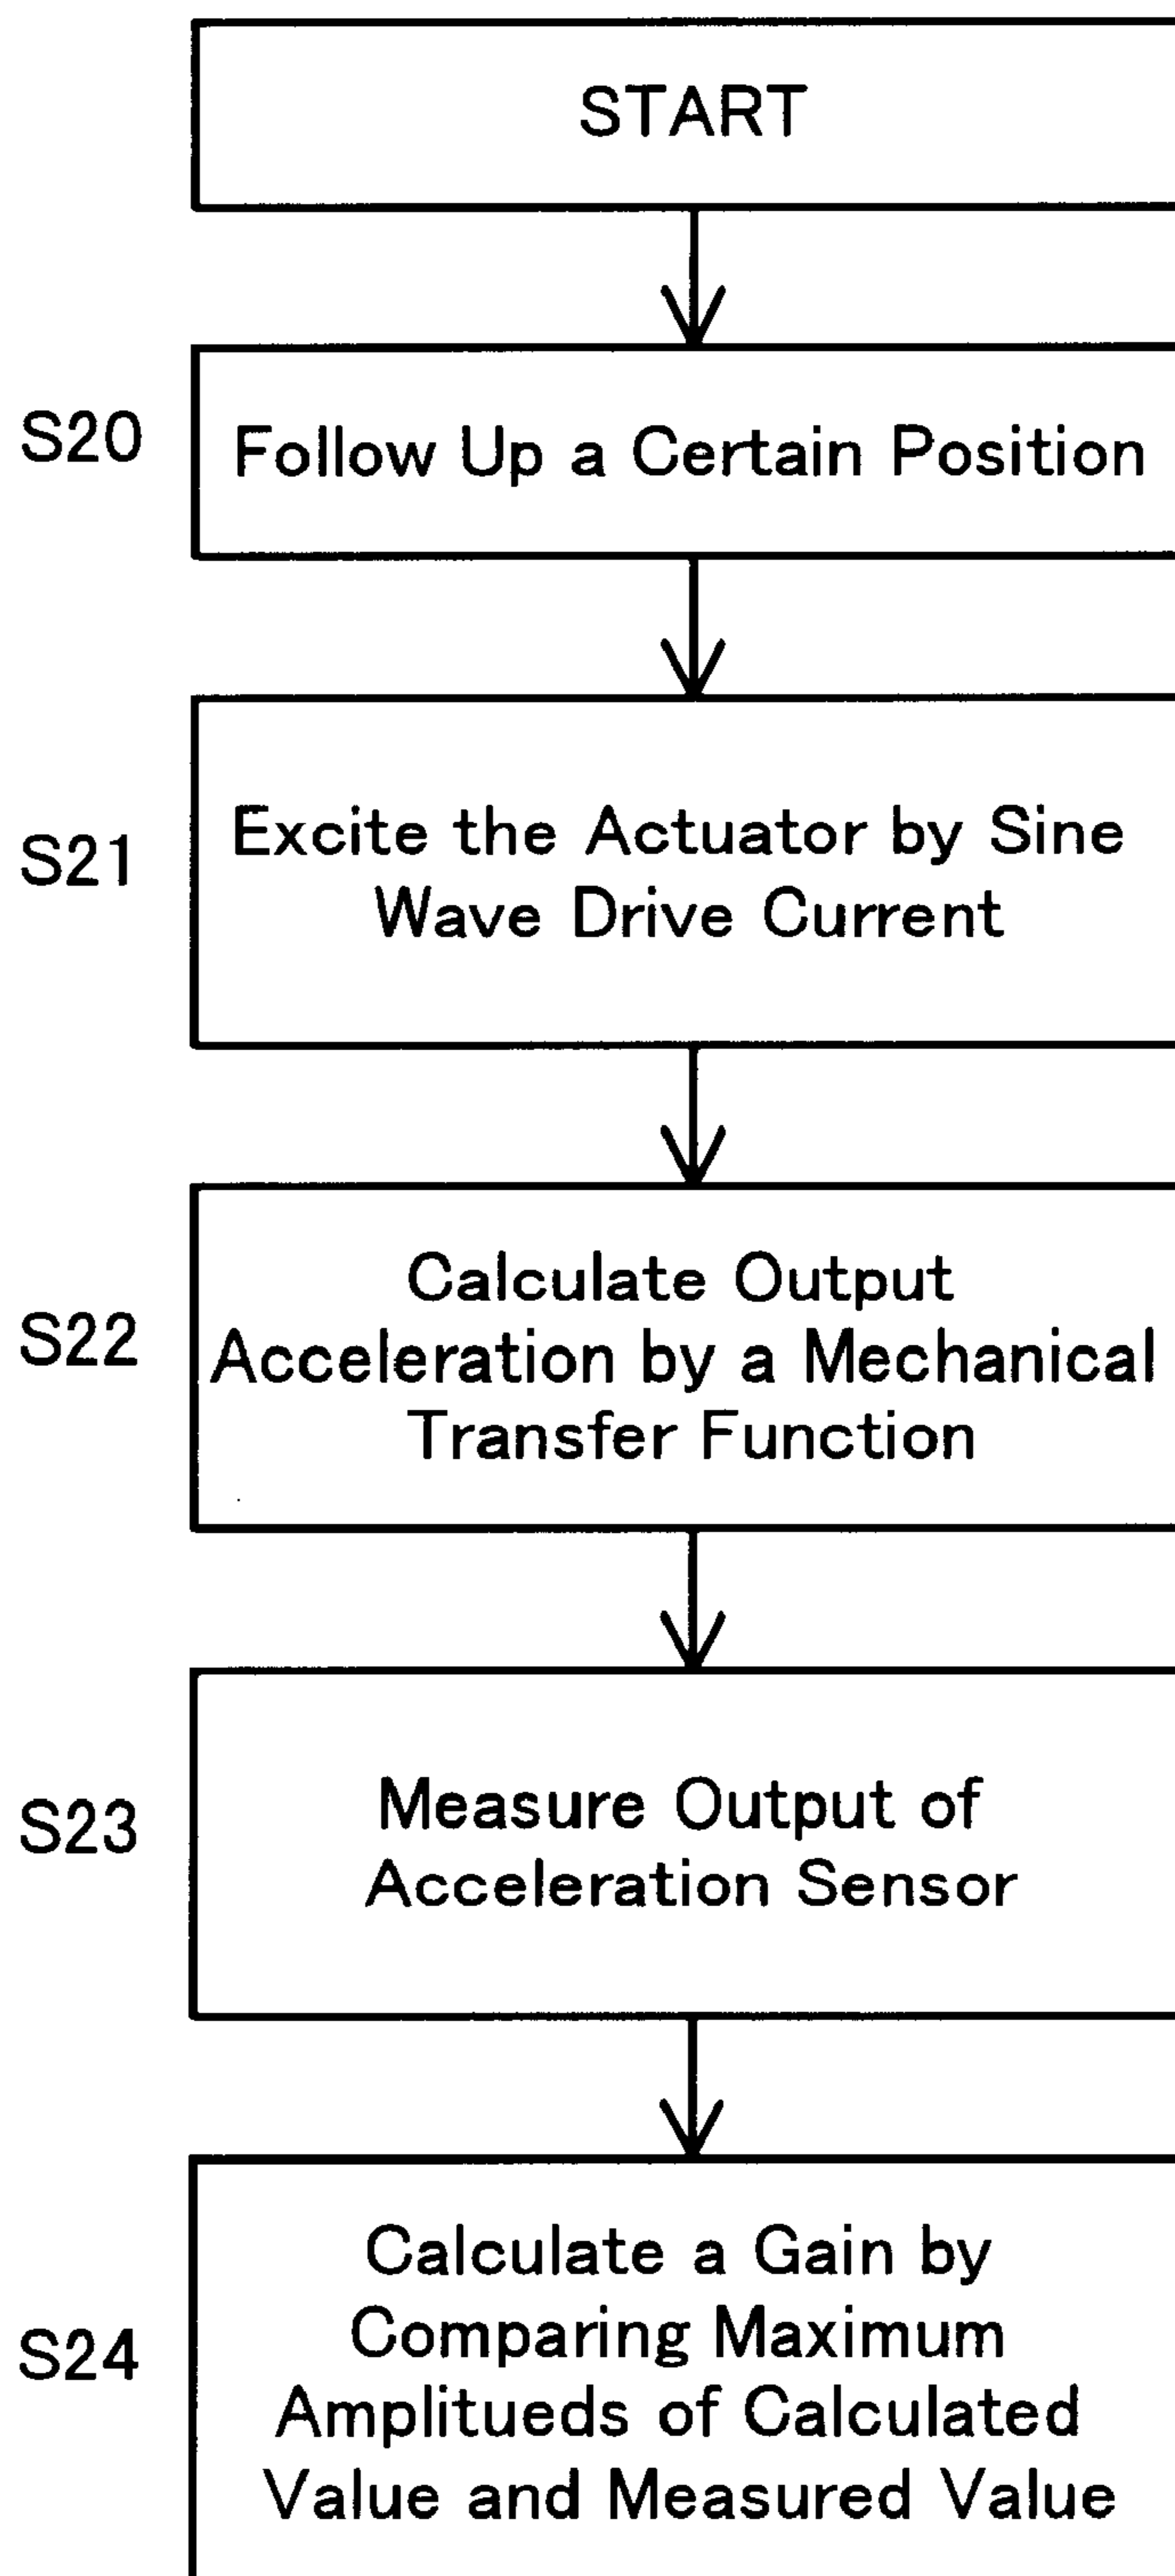 START
S20
Follow Up a Certain Position
S21
Excite the Actuator by Sine
Wave Drive Current
S22
Calculate Output
Acceleration by a Mechanical
Transfer Function
S23
Measure Output of
Acceleration Sensor
S24
Calculate a Gain by
Comparing Maximum
Amplitueds of Calculated
Value and Measured Value